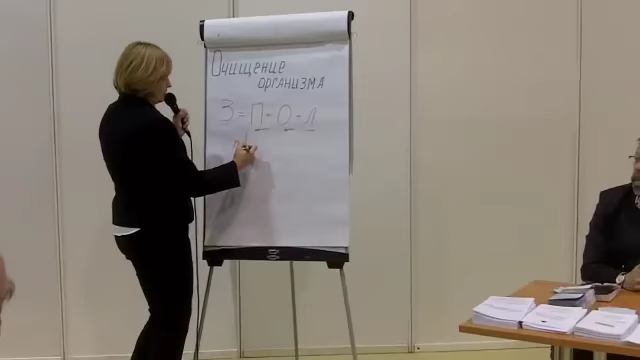 Очищение
организма
З = П - О - Л